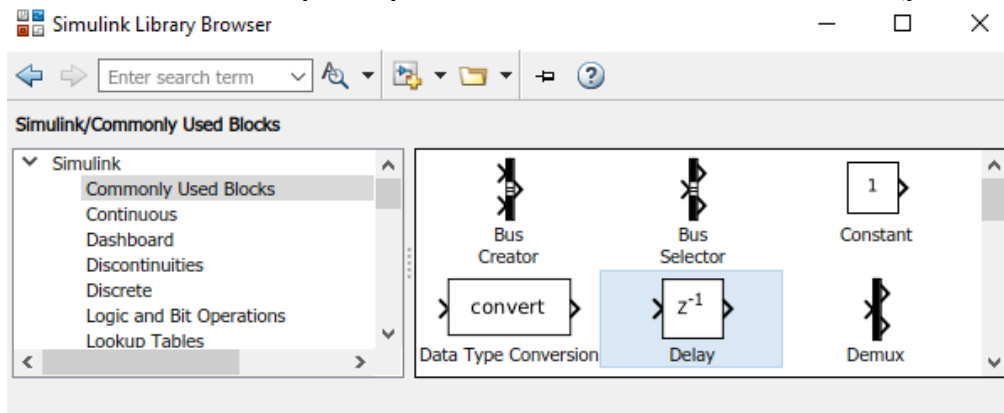 Simulink Library Browser
Enter search term
Simulink/Commonly Used Blocks
Simulink
Commonly Used Blocks
Continuous
Dashboard
Discontinuities
Discrete
Logic and Bit Operations
Lookup Tables
Bus
Creator
Bus
Selector
1
Constant
convert
Data Type Conversion
z-1
Delay
Demux